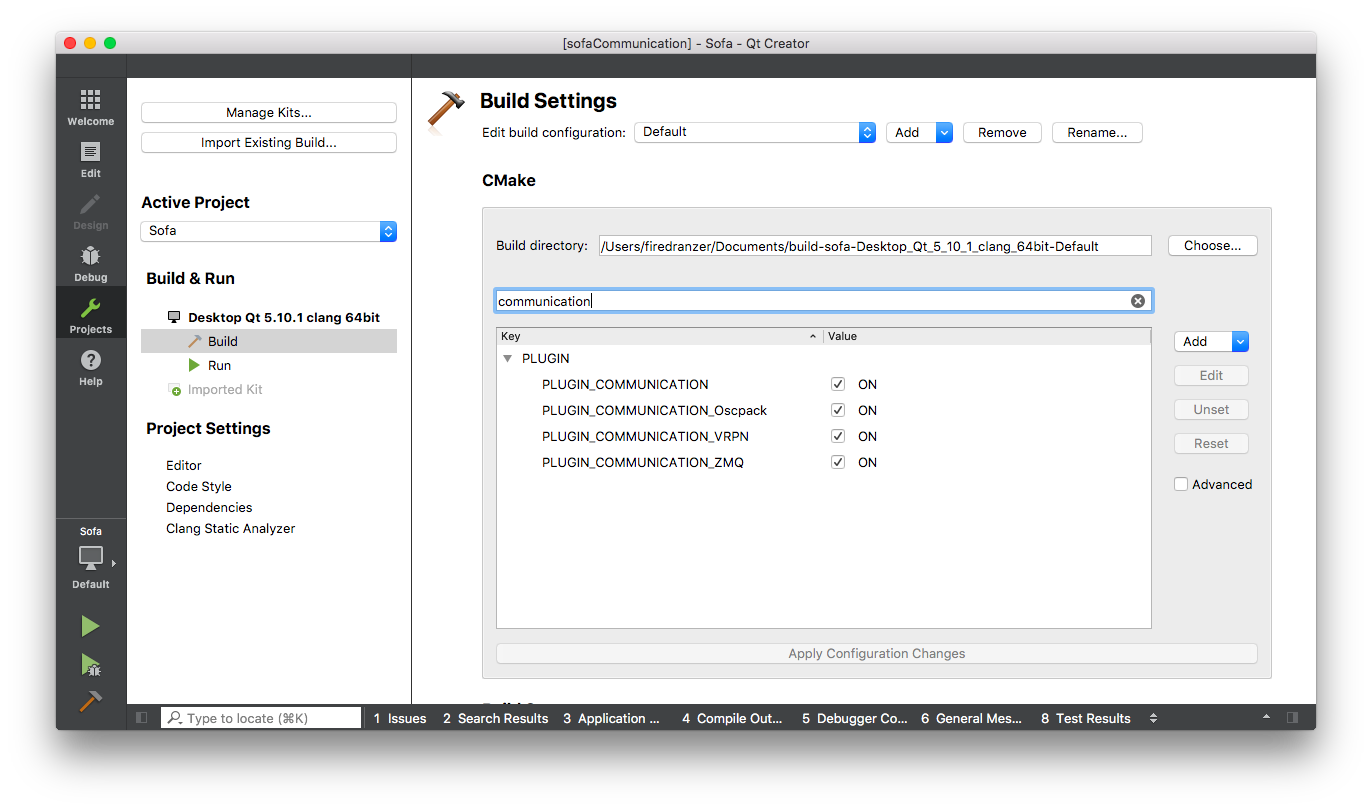 [sofaCommunication] - Sofa - Qt Creator
Welcome
Edit
Design
Debug
Projects
Help
Sofa
Default
Manage Kits...
Import Existing Build...
Active Project
Sofa
Build & Run
Desktop Qt 5.10.1 clang 64bit
Build
Run
Imported Kit
Project Settings
Editor
Code Style
Dependencies
Clang Static Analyzer
Build Settings
Edit build configuration: Default Add Remove Rename...
CMake
Build directory: /Users/firedranzer/Documents/build-sofa-Desktop_Qt_5_10_1_clang_64bit-Default Choose...
communication
Key Value
PLUGIN
PLUGIN_COMMUNICATION ON
PLUGIN_COMMUNICATION_Oscpack ON
PLUGIN_COMMUNICATION_VRPN ON
PLUGIN_COMMUNICATION_ZMQ ON
Add
Edit
Unset
Reset
Advanced
Apply Configuration Changes
Type to locate (⌘K) 1 Issues 2 Search Results 3 Application ... 4 Compile Out... 5 Debugger Co... 6 General Mes... 8 Test Results